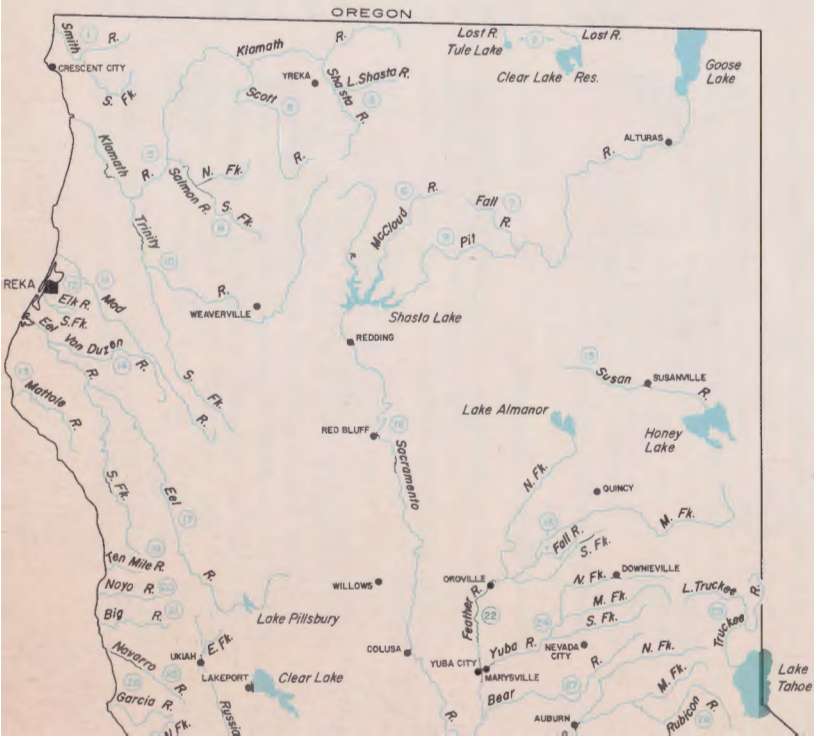 OREGON
Smith
R.
CRESCENT CITY
S. Fk
Klamath
R.
YREKA
Shasta
R.
L. Shasta R.
Scott
R.
Lost R.
Lost R.
Tule Lake
Clear Lake Res.
Goose
Lake
ALTURAS
R.
Klamath
R.
Salmon R.
N. Fk.
S. Fk.
Trinity
R.
WEAVERVILLE
S. Fk.
McCloud
R.
Fall
R.
Pit
Shasta Lake
REDDING
REKA
Elk R.
Mad
R.
S. Fk.
Eel
Van Duzen
R.
R.
Mattole
R.
S. Fk.
Eel
R.
RED BLUFF
Sacramento
R.
Susan
R.
SUSANVILLE
Lake Almanor
Honey
Lake
N. Fk.
QUINCY
M. Fk.
Fall R.
S. Fk.
Ten Mile R.
Noyo R.
Big R.
Navarro
R.
Garcia R.
N. Fk.
WILLOWS
Lake Pillsbury
UKIAH
E. Fk.
LAKEPORT
Clear Lake
Russia
COLUSA
OROVILLE
Feather R.
22
N. Fk.
DOWNIEVILLE
M. Fk.
S. Fk.
L. Truckee
R.
Truckee
Yuba R.
NEVADA
CITY
YUBA CITY
MARYSVILLE
Bear
R.
N. Fk.
M. Fk.
AUBURN
Rubicon
R.
Lake
Tahoe